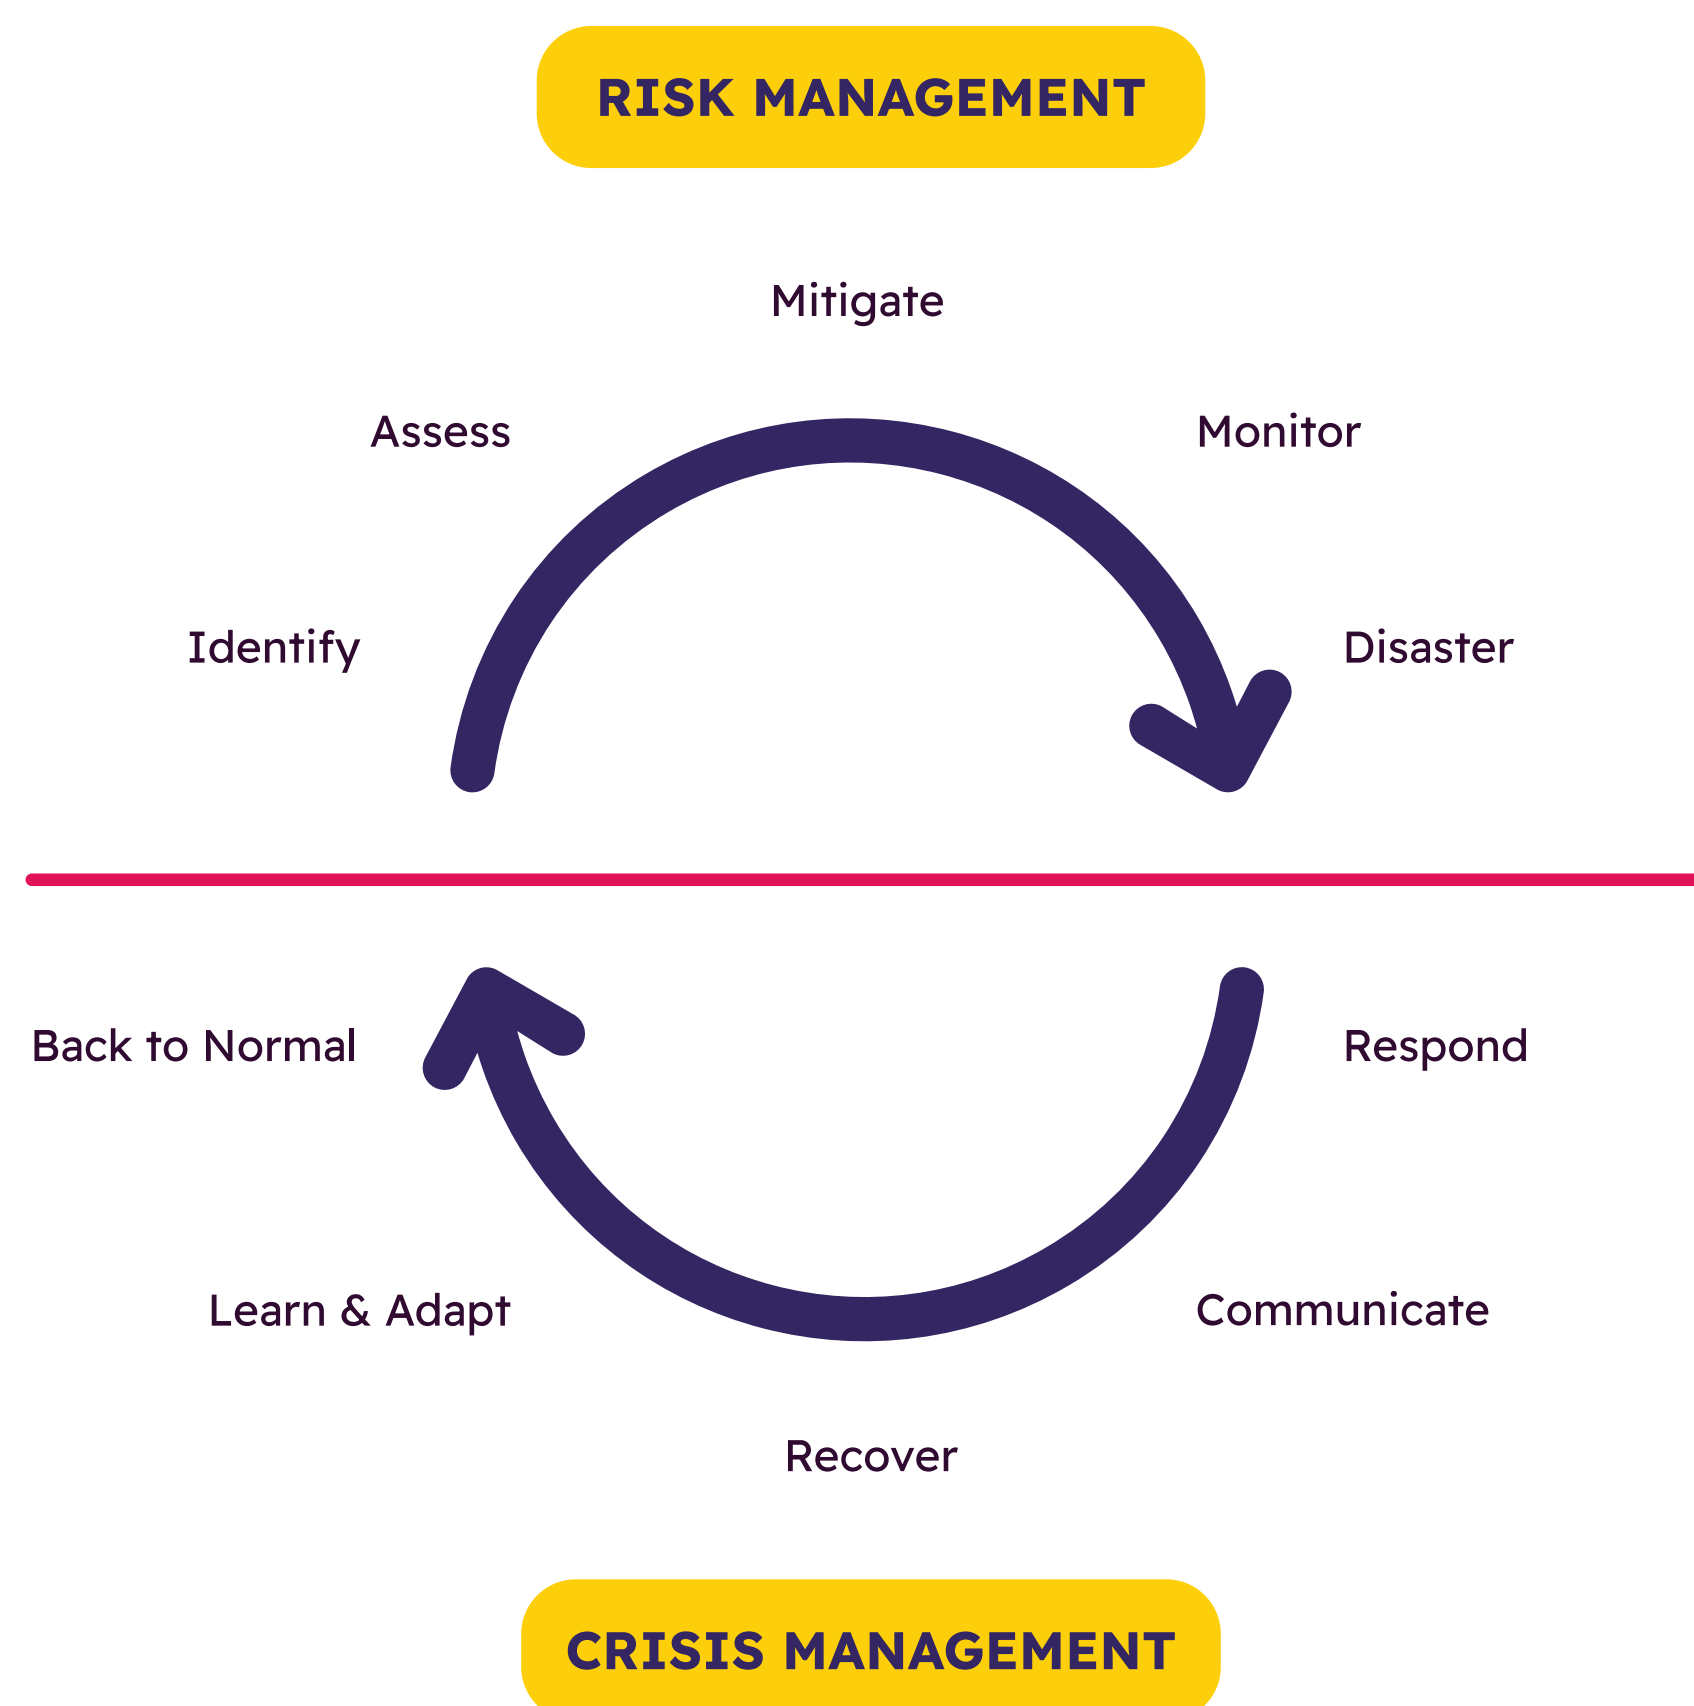 RISK MANAGEMENT
Mitigate
Assess
Monitor
Identify
Disaster
Back to Normal
Respond
Learn & Adapt
Communicate
Recover
CRISIS MANAGEMENT